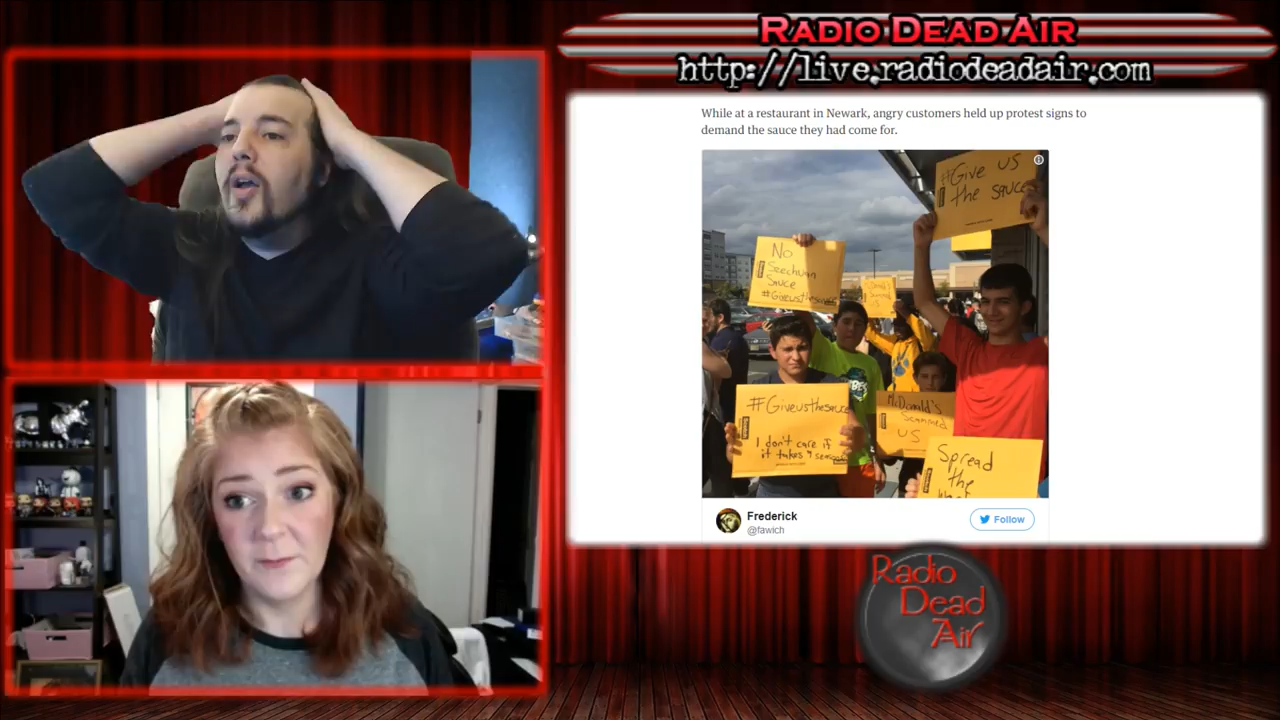 Radio Dead Air
http://live.radiodeadair.com
While at a restaurant in Newark, angry customers held up protest signs to
demand the sauce they had come for.
#Give us
the sauce
No
Seechuan
Sauce
#Giveusthesauce
#Giveusthesauce
I don't care if
it takes 9 seasons
McDonald's
Scammed
US
Spread
the
Frederick
@fawich
Follow
Radio
Dead
Air